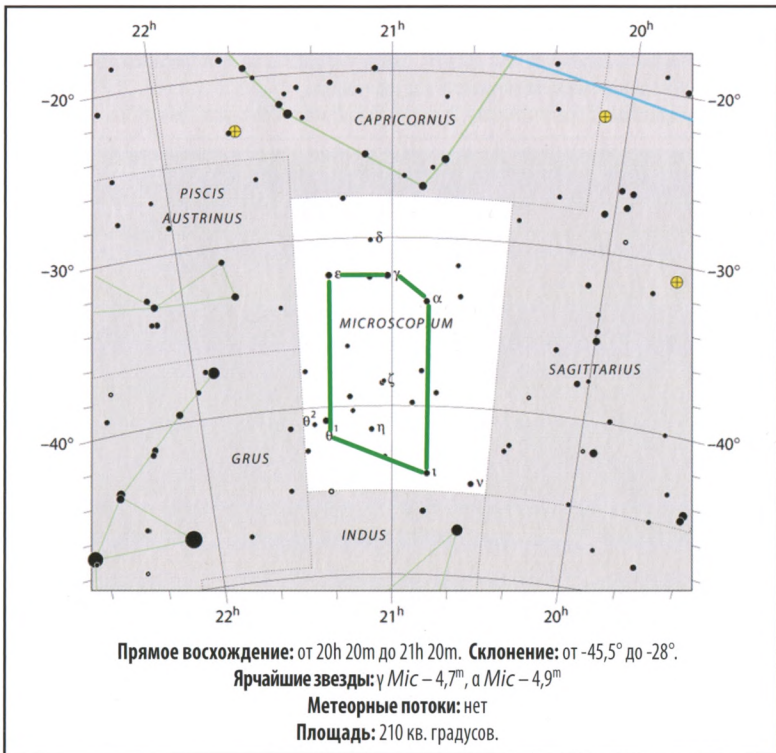 22ʰ 21ʰ 20ʰ
–20° –20°
CAPRICORNUS
PISCIS
AUSTRINUS
δ
–30° –30°
ε γ
α
MICROSCOPIUM
SAGITTARIUS
ζ
θ² η
θ¹
–40° –40°
GRUS
ι
ν
INDUS
22ʰ 21ʰ 20ʰ
Прямое восхождение: от 20h 20m до 21h 20m. Склонение: от -45,5° до -28°.
Ярчайшие звезды: γ Mic – 4,7ᵐ, α Mic – 4,9ᵐ
Метеорные потоки: нет
Площадь: 210 кв. градусов.